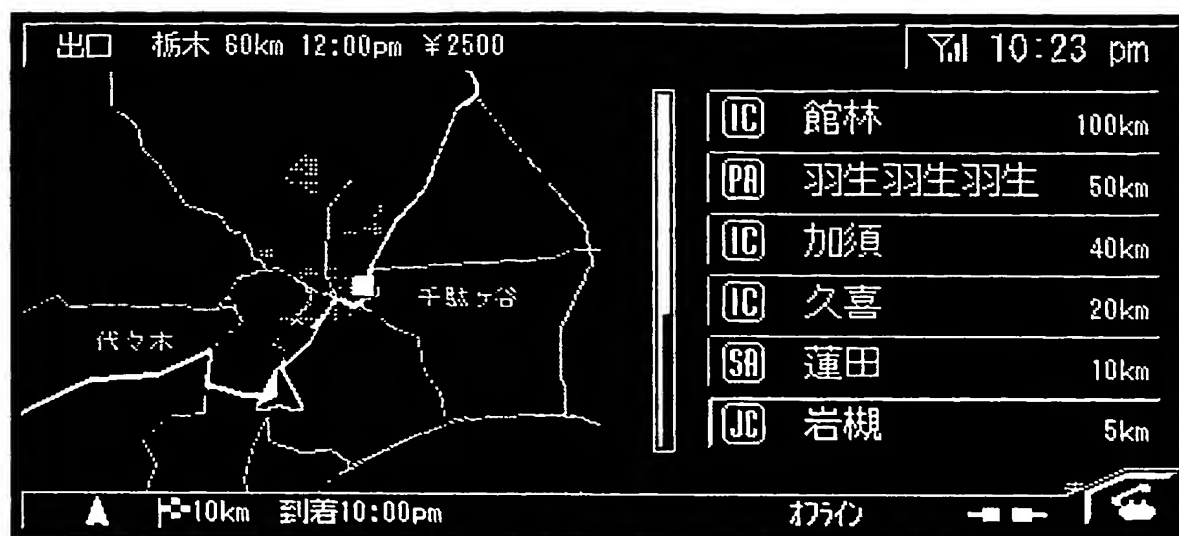 出口 栃木 60km 12:00pm ¥2500
10:23 pm
IC 館林 100km
PA 羽生羽生羽生 50km
IC 加須 40km
IC 久喜 20km
SA 蓮田 10km
JC 岩槻 5km
千駄ヶ谷
代々木
10km 到着10:00pm
オフライン